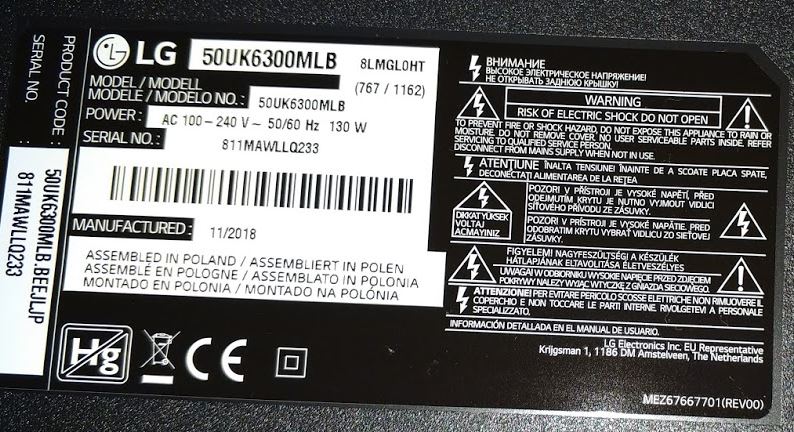 PRODUCT CODE :
SERIAL NO.
50UK6300MLB.BEEJLJP
811MAWLLQ233
LG 50UK6300MLB 8LMGL0HT
MODEL / MODELL
MODÈLE / MODELO NO. : 50UK6300MLB (767 / 1162)
POWER : AC 100 - 240 V ~ 50/60 Hz 130 W
SERIAL NO. : 811MAWLLQ233
MANUFACTURED : 11/2018
ASSEMBLED IN POLAND / ASSEMBLIERT IN POLEN
ASSEMBLÉ EN POLOGNE / ASSEMBLATO IN POLONIA
MONTADO EN POLONIA / MONTADO NA POLÓNIA
Hg
CE
ВНИМАНИЕ
ВЫСОКОЕ ЭЛЕКТРИЧЕСКОЕ НАПРЯЖЕНИЕ!
НЕ ОТКРЫВАТЬ ЗАДНЮЮ КРЫШКУ!
WARNING
RISK OF ELECTRIC SHOCK DO NOT OPEN
TO PREVENT FIRE OR SHOCK HAZARD, DO NOT EXPOSE THIS APPLIANCE TO RAIN OR
MOISTURE. DO NOT REMOVE COVER. NO USER SERVICEABLE PARTS INSIDE. REFER
SERVICING TO QUALIFIED SERVICE PERSON.
DISCONNECT FROM MAINS SUPPLY WHEN NOT IN USE.
ATENŢIUNE ÎNALTA TENSIUNE! ÎNAINTE DE A SCOATE PLACA SPATE,
DECONECTAŢI ALIMENTAREA DE LA REŢEA
DIKKAT YÜKSEK
VOLTAJ
AÇMAYINIZ
POZOR! V PŘÍSTROJI JE VYSOKÉ NAPĚTÍ, PŘED
ODEJMUTÍM KRYTU JE NUTNO VYJMOUT VIDLICI
SÍŤOVÉHO PŘÍVODU ZE ZÁSUVKY.
POZOR! V PRÍSTROJI JE VYSOKÉ NAPÄTIE. PRED
ODOBRATÍM KRYTU VYBRAŤ VIDLICU ZO SIEŤOVEJ
ZÁSUVKY.
FIGYELEM! NAGYFESZÜLTSÉG! A KÉSZÜLÉK
HÁTLAPJÁNAK ELTÁVOLÍTÁSA ÉLETVESZÉLYES
UWAGA! W ODBIORNIKU WYSOKIE NAPIĘCIE PRZED ZDJĘCIEM
POKRYWY NALEŻY WYJĄĆ WTYCZKĘ Z GNIAZDA SIECIOWEGO.
ATTENZIONE! PER EVITARE PERICOLO SCOSSE ELETTRICHE NON RIMUOVERE IL
COPERCHIO E NON TOCCARE LE PARTI INTERNE. RIVOLGETEVI A PERSONALE
SPECIALIZZATO.
INFORMACIÓN DETALLADA EN EL MANUAL DE USUARIO.
LG Electronics Inc. EU Representative
Krijgsman 1, 1186 DM Amstelveen, The Netherlands
MEZ67667701(REV00)